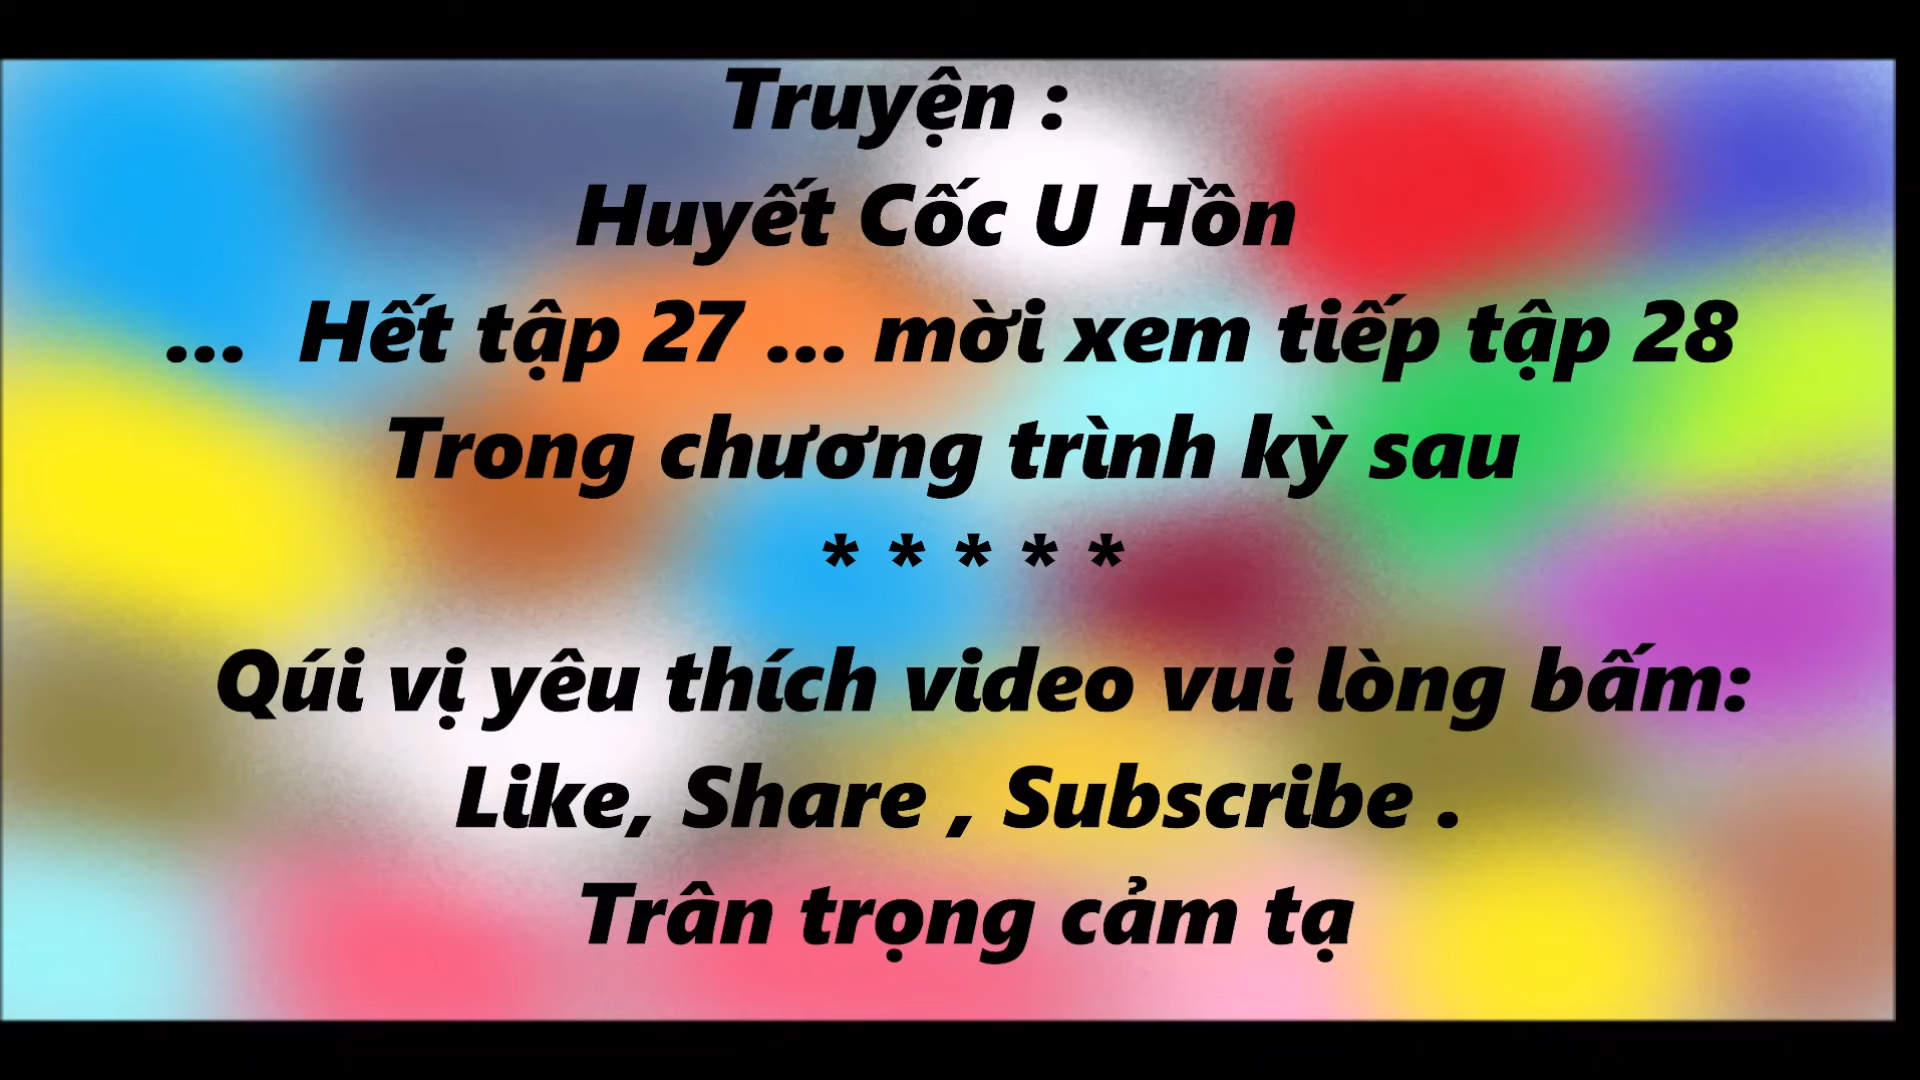 Truyện :
Huyết Cốc U Hồn
...  Hết tập 27 ... mời xem tiếp tập 28
Trong chương trình kỳ sau
* * * * *
Qúi vị yêu thích video vui lòng bấm:
Like, Share , Subscribe .
Trân trọng cảm tạ